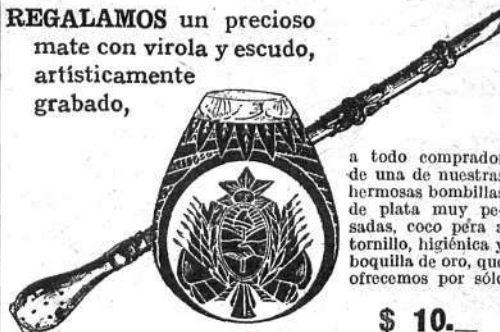 REGALAMOS un precioso
mate con virola y escudo,
artísticamente
grabado,
a todo comprador
de una de nuestras
hermosas bombillas
de plata muy pe-
sadas, coco pera a
tornillo, higiénica y
boquilla de oro, que
ofrecemos por sólo
$ 10.—